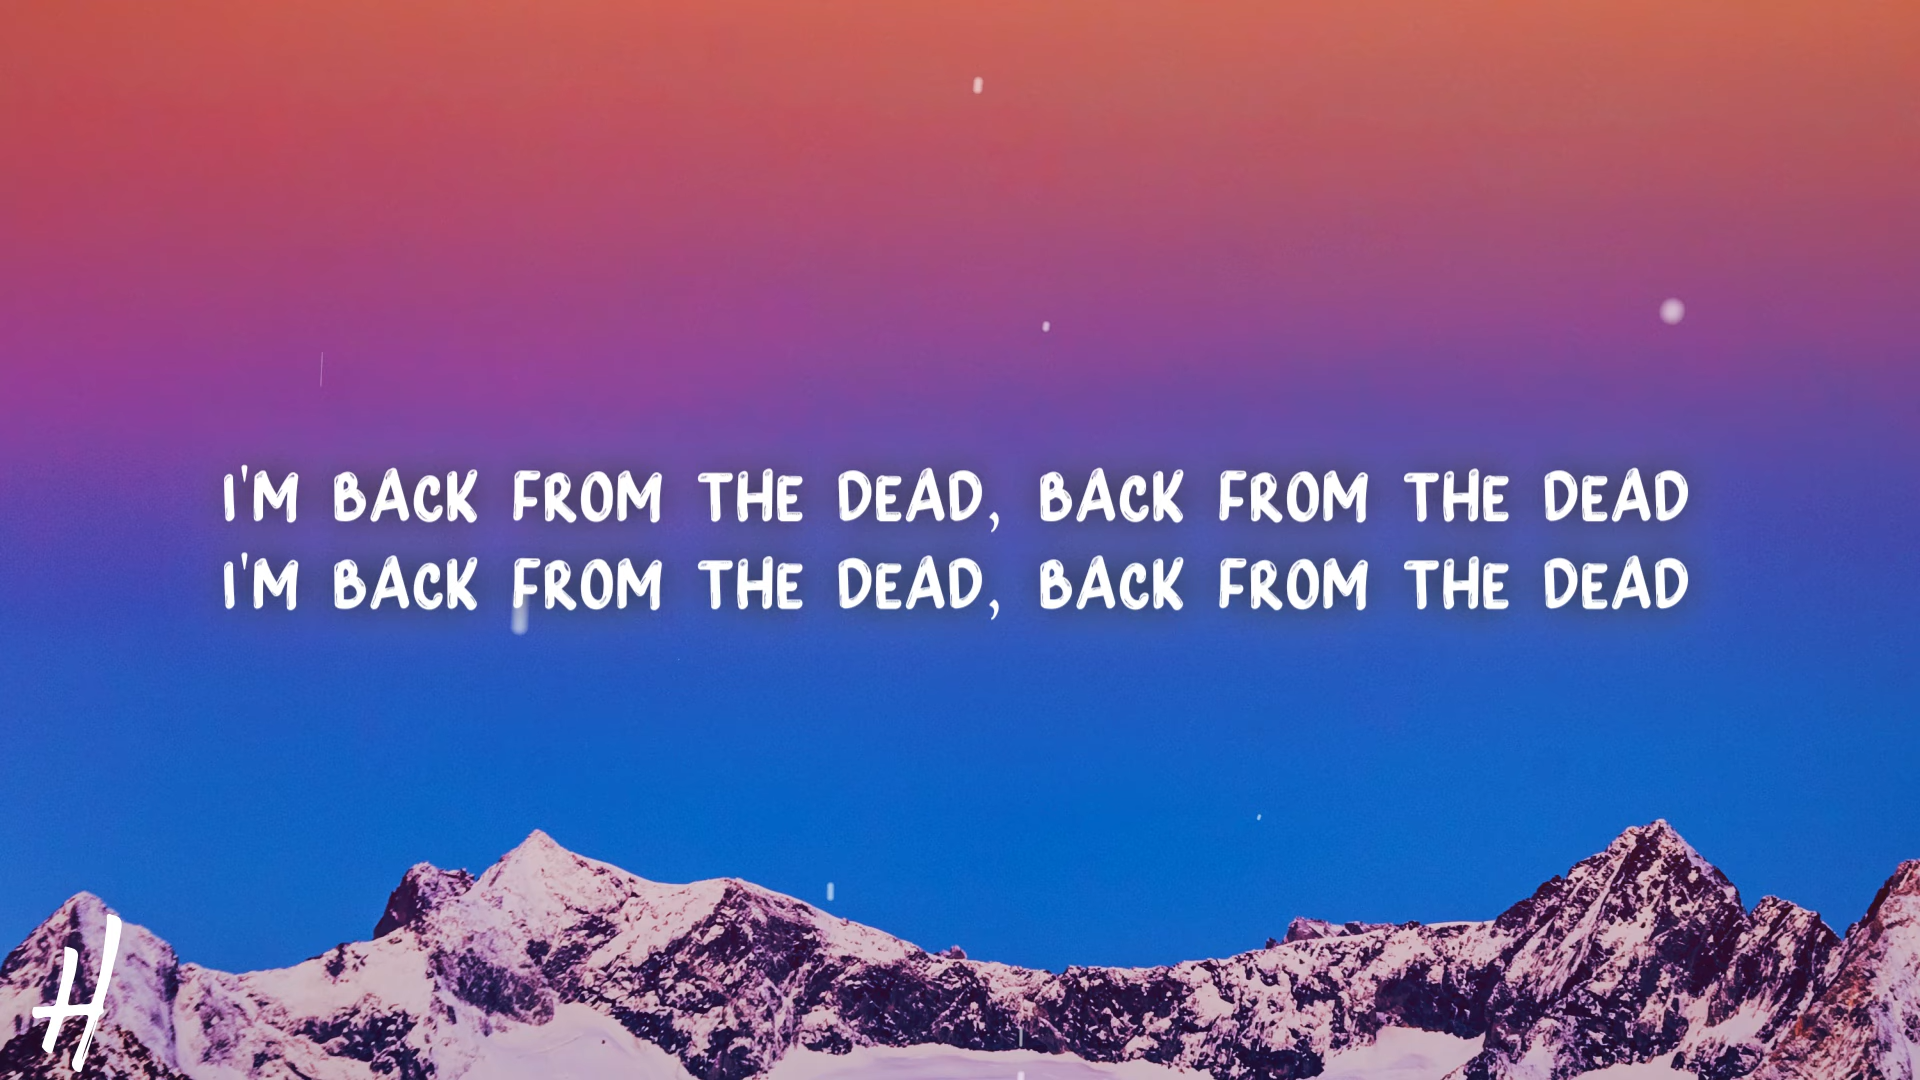 I'M BACK FROM THE DEAD, BACK FROM THE DEAD
I'M BACK FROM THE DEAD, BACK FROM THE DEAD
H